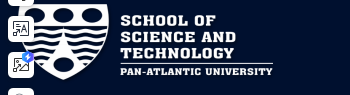 SCHOOL OF
SCIENCE AND
TECHNOLOGY
PAN-ATLANTIC UNIVERSITY